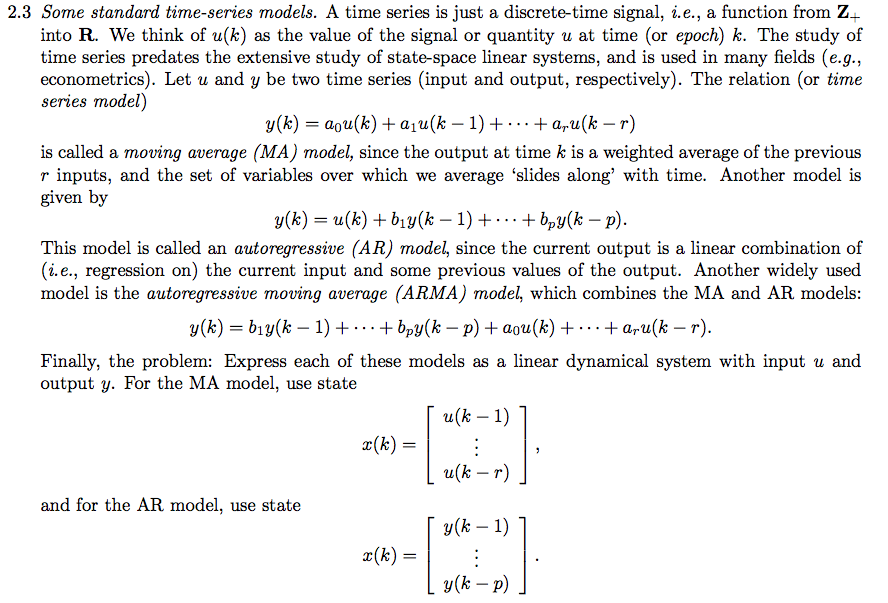 2.3 Some standard time-series models. A time series is just a discrete-time signal, i.e., a function from Z₊
into R. We think of u(k) as the value of the signal or quantity u at time (or epoch) k. The study of
time series predates the extensive study of state-space linear systems, and is used in many fields (e.g.,
econometrics). Let u and y be two time series (input and output, respectively). The relation (or time
series model)
y(k) = a₀u(k) + a₁u(k − 1) + ··· + aᵣu(k − r)
is called a moving average (MA) model, since the output at time k is a weighted average of the previous
r inputs, and the set of variables over which we average ‘slides along’ with time. Another model is
given by
y(k) = u(k) + b₁y(k − 1) + ··· + bₚy(k − p).
This model is called an autoregressive (AR) model, since the current output is a linear combination of
(i.e., regression on) the current input and some previous values of the output. Another widely used
model is the autoregressive moving average (ARMA) model, which combines the MA and AR models:
y(k) = b₁y(k − 1) + ··· + bₚy(k − p) + a₀u(k) + ··· + aᵣu(k − r).
Finally, the problem: Express each of these models as a linear dynamical system with input u and
output y. For the MA model, use state
u(k − 1)
x(k) = ⋮ ,
u(k − r)
and for the AR model, use state
y(k − 1)
x(k) = ⋮ .
y(k − p)